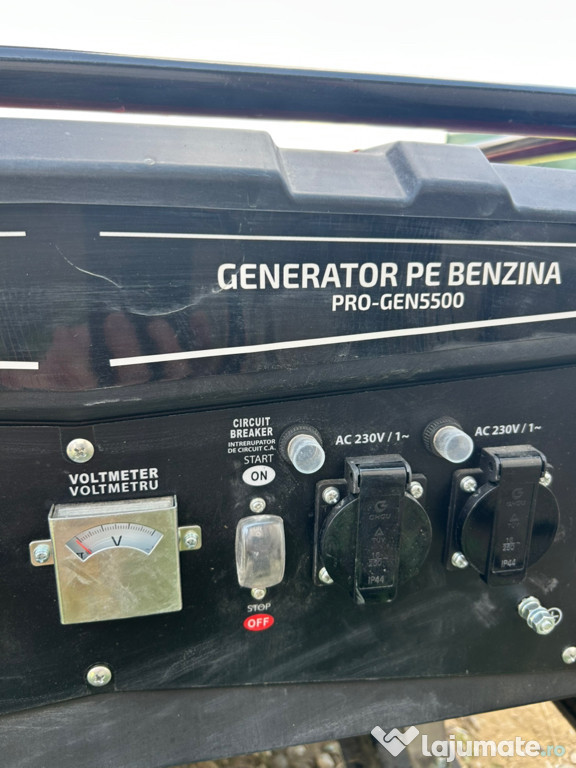 GENERATOR PE BENZINA
PRO-GEN5500
CIRCUIT
BREAKER
INTRERUPATOR
DE CIRCUIT C.A.
START
ON
VOLTMETER
VOLTMETRU
V
AC 230V / 1~
AC 230V / 1~
IP44
IP44
STOP
OFF
lajumate.ro